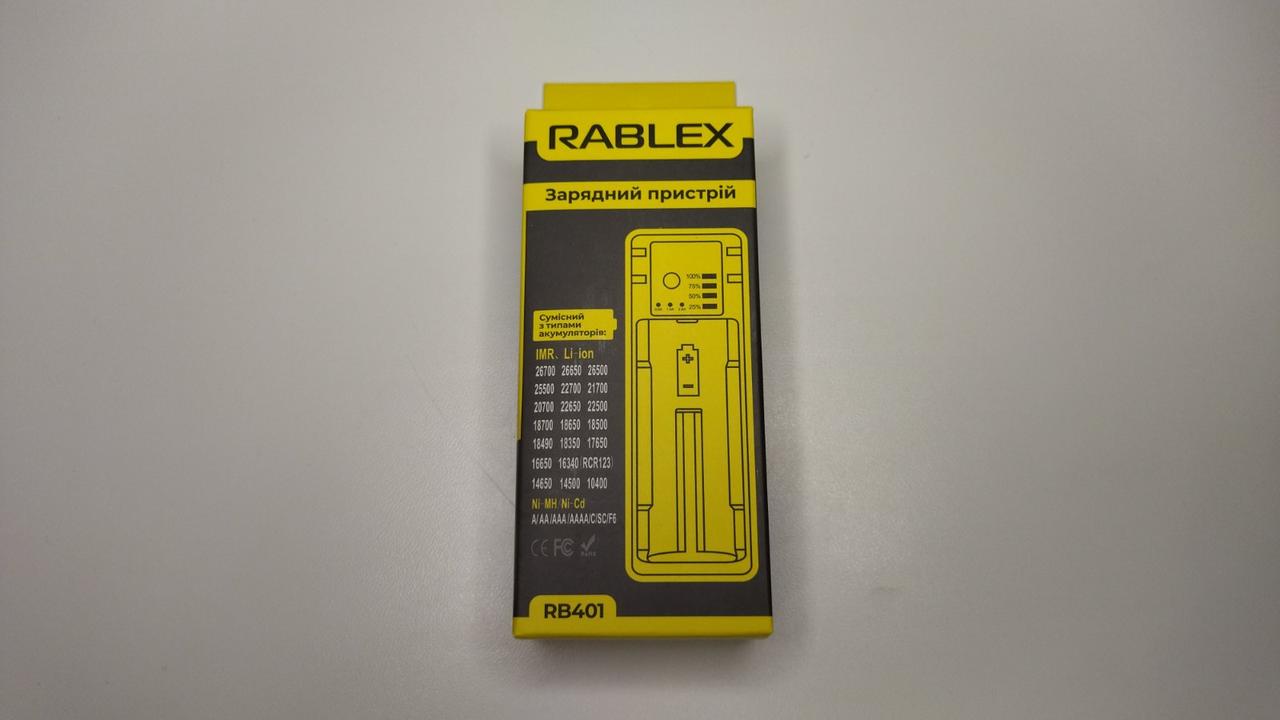 RABLEX
Зарядний пристрій
100%
75%
50%
25%
Сумісний
з типами
акумуляторів:
IMR、Li-ion
26700 26650 26500
25500 22700 21700
20700 22650 22500
18700 18650 18500
18490 18350 17650
16650 16340(RCR123)
14650 14500 10400
Ni-MH/Ni-Cd
A/AA/AAA/AAAA/C/SC/F6
CE FC RoHS
RB401